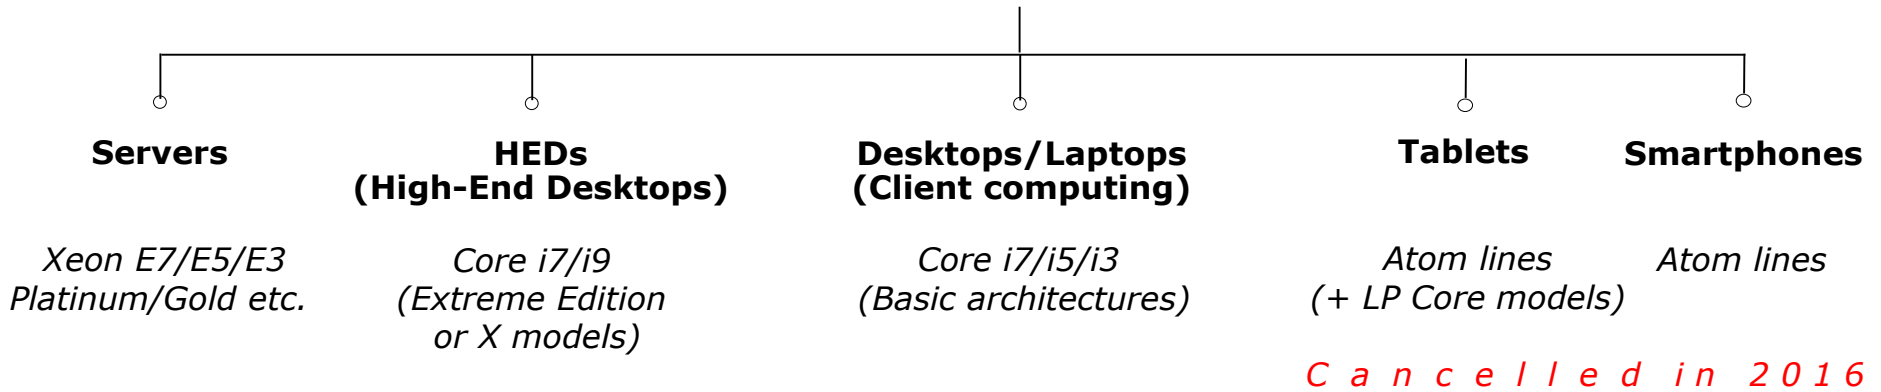 Servers
Xeon E7/E5/E3
Platinum/Gold etc.
HEDs
(High-End Desktops)
Core i7/i9
(Extreme Edition
or X models)
Desktops/Laptops
(Client computing)
Core i7/i5/i3
(Basic architectures)
Tablets
Atom lines
(+ LP Core models)
Smartphones
Atom lines
Cancelled in 2016